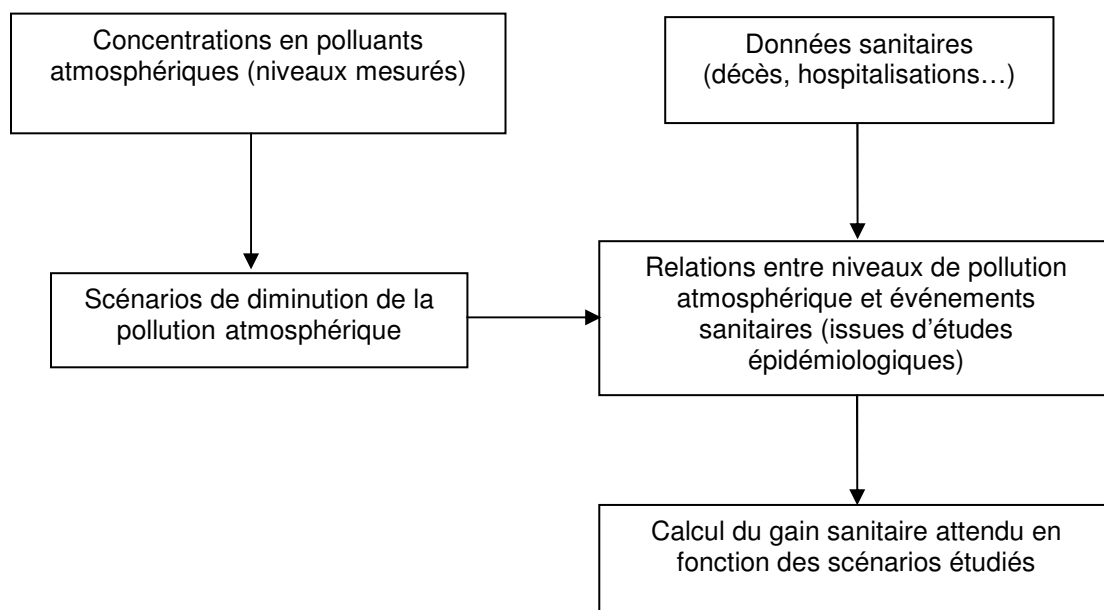 Concentrations en polluants
atmosphériques (niveaux mesurés)
Données sanitaires
(décès, hospitalisations…)
Scénarios de diminution de la
pollution atmosphérique
Relations entre niveaux de pollution
atmosphérique et événements
sanitaires (issues d’études
épidémiologiques)
Calcul du gain sanitaire attendu en
fonction des scénarios étudiés